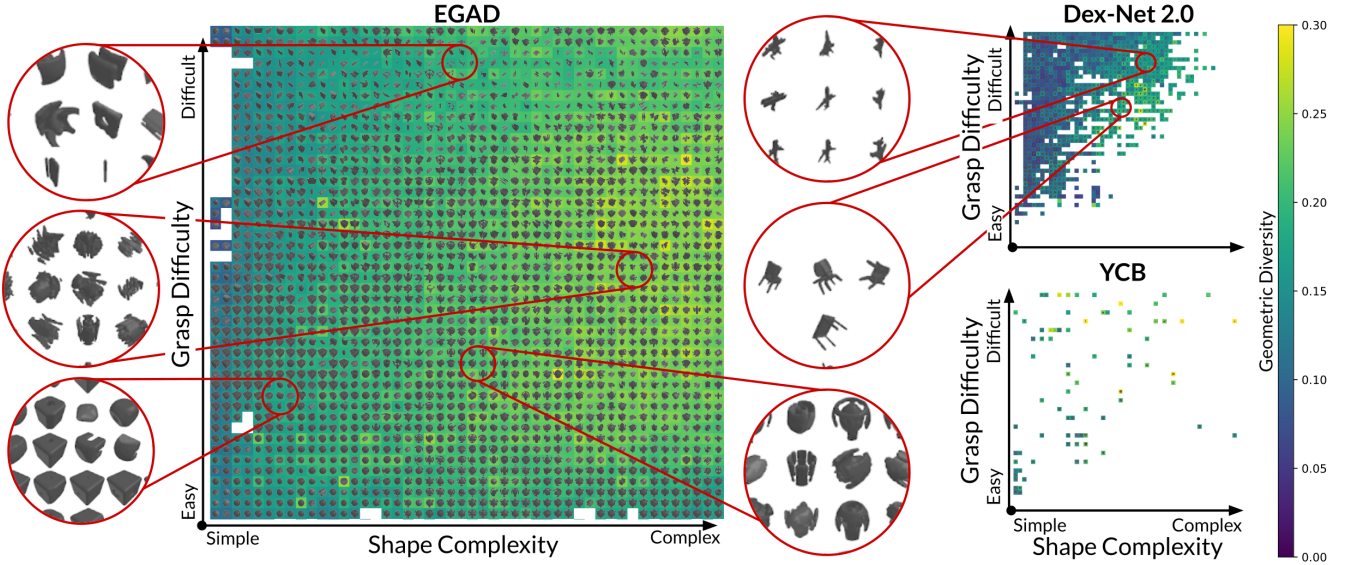 EGAD
Difficult
Grasp Difficulty
Easy
Simple
Complex
Shape Complexity
Dex-Net 2.0
Difficult
Grasp Difficulty
Easy
YCB
Difficult
Grasp Difficulty
Easy
Simple
Complex
Shape Complexity
Geometric Diversity
0.30
0.25
0.20
0.15
0.10
0.05
0.00